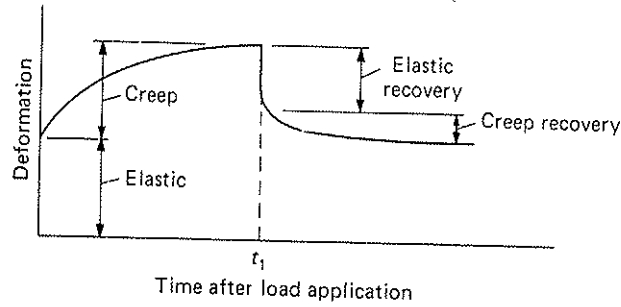 Deformation
Creep
Elastic
Elastic
recovery
Creep recovery
t1
Time after load application